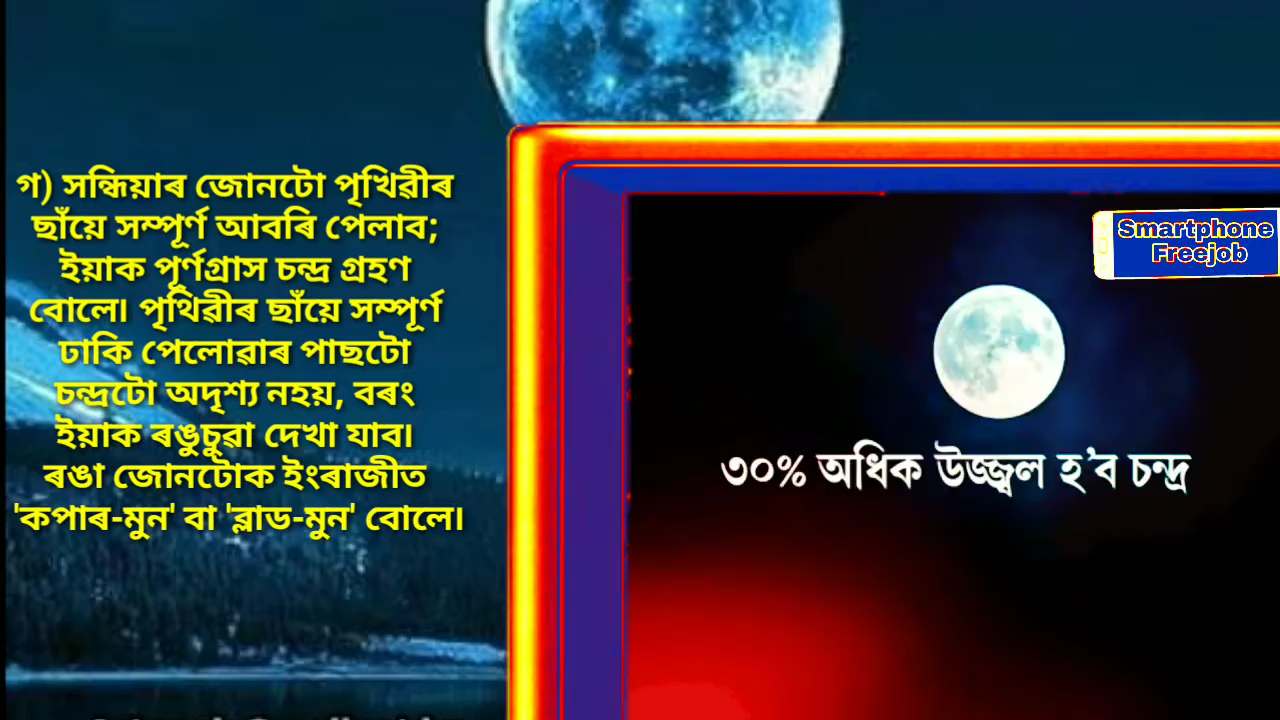 গ) সন্ধিয়াৰ জোনটো পৃথিৱীৰ
ছাঁয়ে সম্পূৰ্ণ আবৰি পেলাব;
ইয়াক পূৰ্ণগ্ৰাস চন্দ্ৰ গ্ৰহণ
বোলে। পৃথিৱীৰ ছাঁয়ে সম্পূৰ্ণ
ঢাকি পেলোৱাৰ পাছটো
চন্দ্ৰটো অদৃশ্য নহয়, বৰং
ইয়াক ৰঙুচুৱা দেখা যাব।
ৰঙা জোনটোক ইংৰাজীত
'কপাৰ-মুন' বা 'ব্লাড-মুন' বোলে।
Smartphone
Freejob
৩০% অধিক উজ্জ্বল হ'ব চন্দ্ৰ